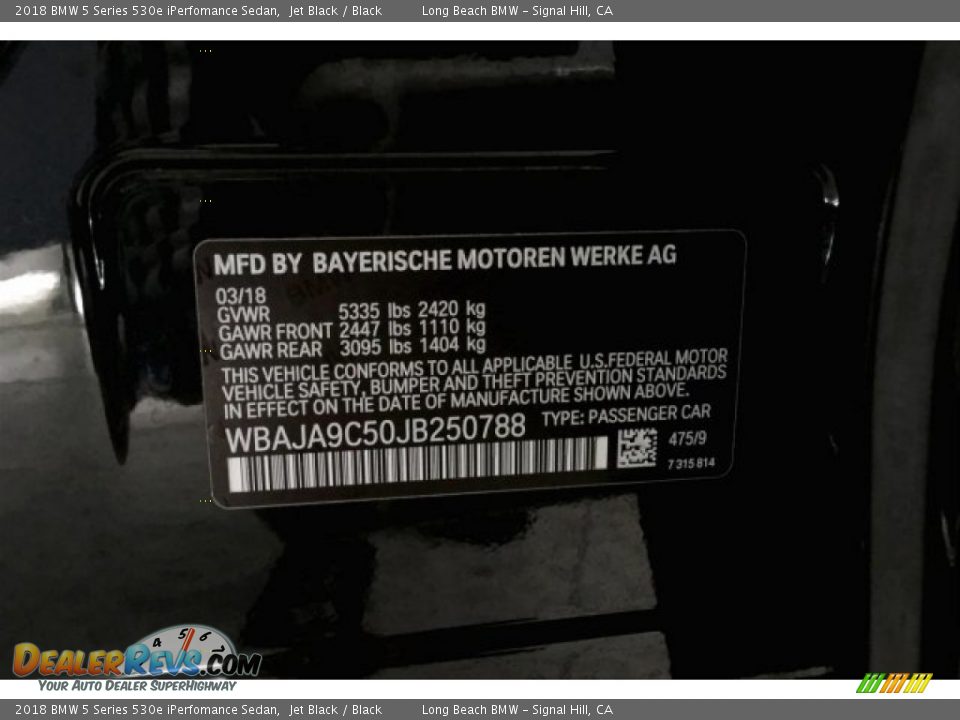 2018 BMW 5 Series 530e iPerfomance Sedan, Jet Black / Black Long Beach BMW - Signal Hill, CA
MFD BY BAYERISCHE MOTOREN WERKE AG
03/18
GVWR 5335 lbs 2420 kg
GAWR FRONT 2447 lbs 1110 kg
GAWR REAR 3095 lbs 1404 kg
THIS VEHICLE CONFORMS TO ALL APPLICABLE U.S.FEDERAL MOTOR
VEHICLE SAFETY, BUMPER AND THEFT PREVENTION STANDARDS
IN EFFECT ON THE DATE OF MANUFACTURE SHOWN ABOVE.
WBAJA9C50JB250788 TYPE: PASSENGER CAR
475/9
7315814
4 5 6 7
DEALERREVS.COM
YOUR AUTO DEALER SUPERHIGHWAY
2018 BMW 5 Series 530e iPerfomance Sedan, Jet Black / Black Long Beach BMW - Signal Hill, CA